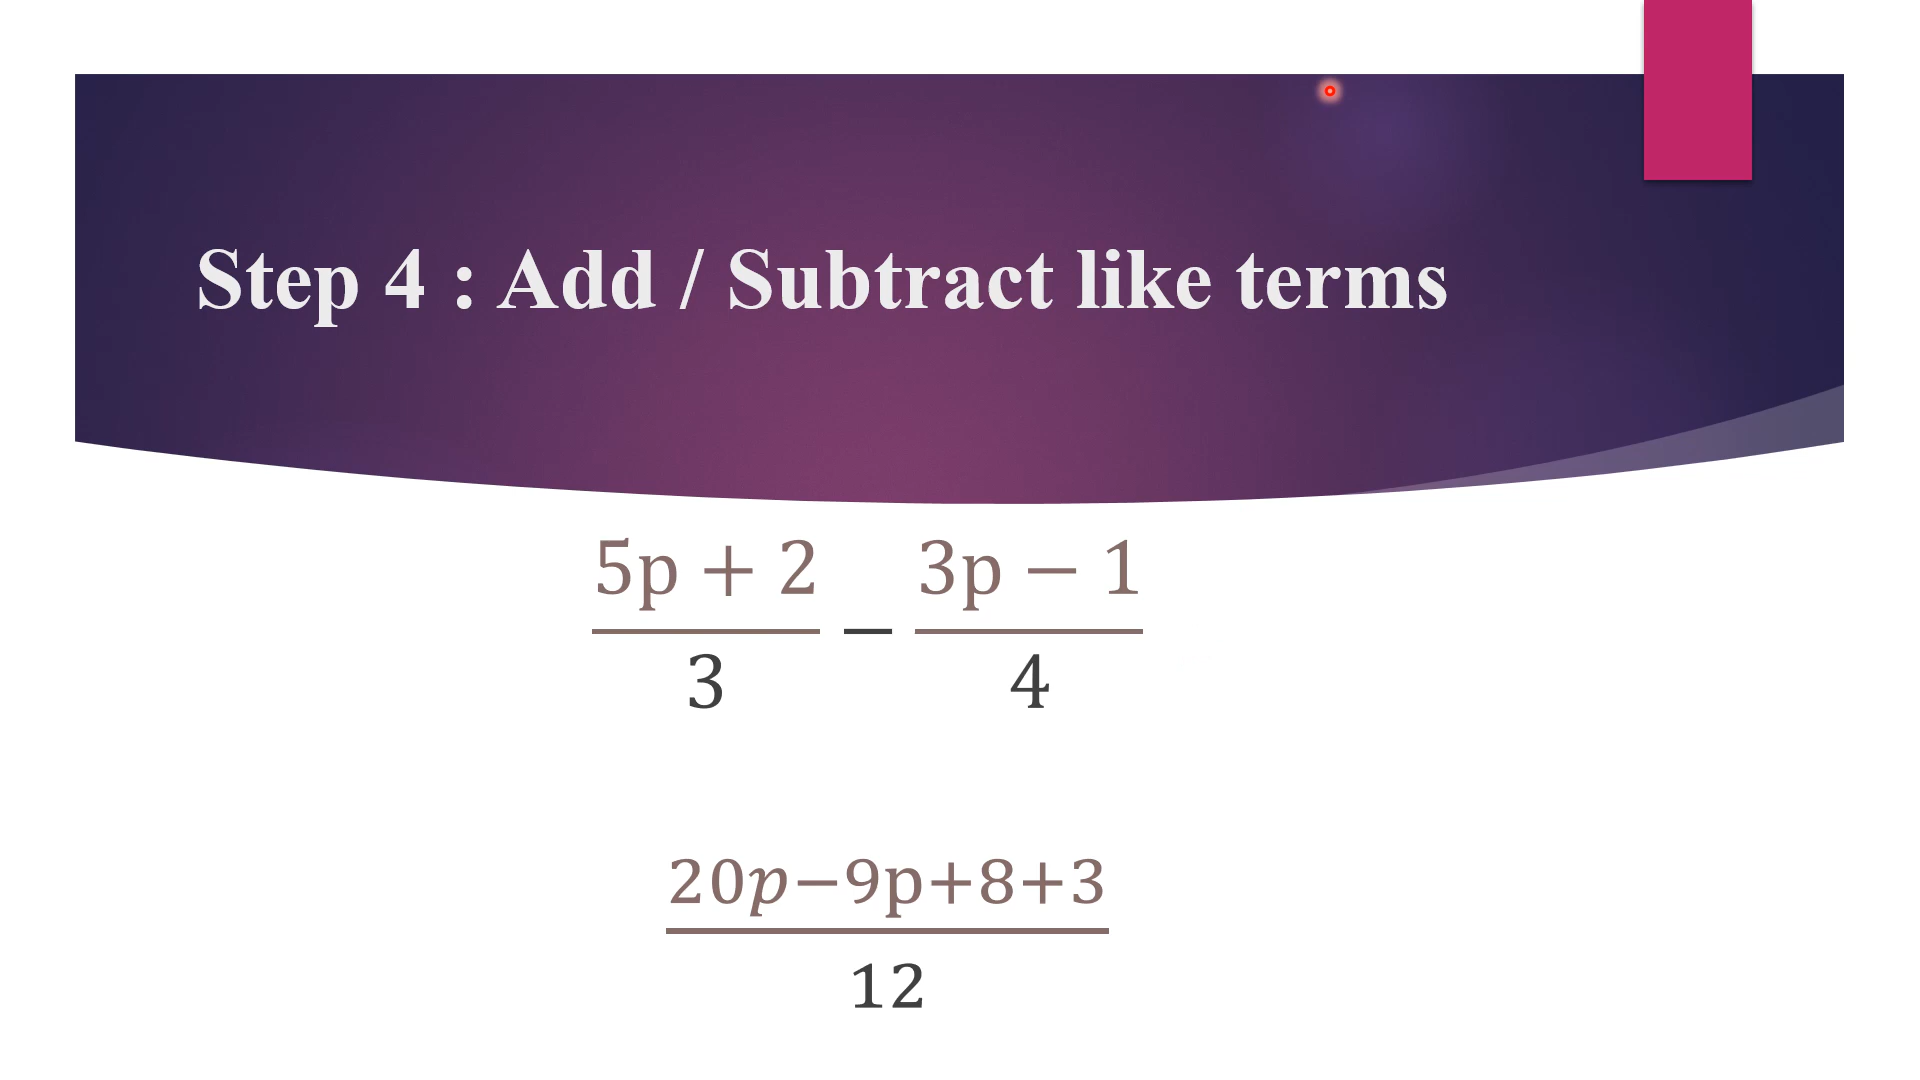 Step 4 : Add / Subtract like terms
5p + 2 3p − 1
−
3 4
20p−9p+8+3
12